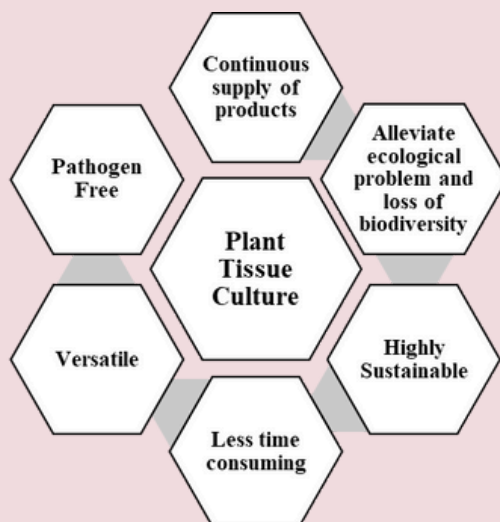 Continuous
supply of
products
Alleviate
ecological
problem and
loss of
biodiversity
Pathogen
Free
Plant
Tissue
Culture
Versatile
Highly
Sustainable
Less time
consuming